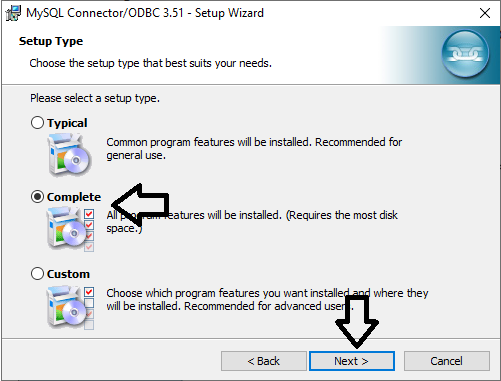 MySQL Connector/ODBC 3.51 - Setup Wizard
Setup Type
Choose the setup type that best suits your needs.
Please select a setup type.
Typical
Common program features will be installed. Recommended for
general use.
Complete
All program features will be installed. (Requires the most disk
space.)
Custom
Choose which program features you want installed and where they
will be installed. Recommended for advanced users.
< Back
Next >
Cancel